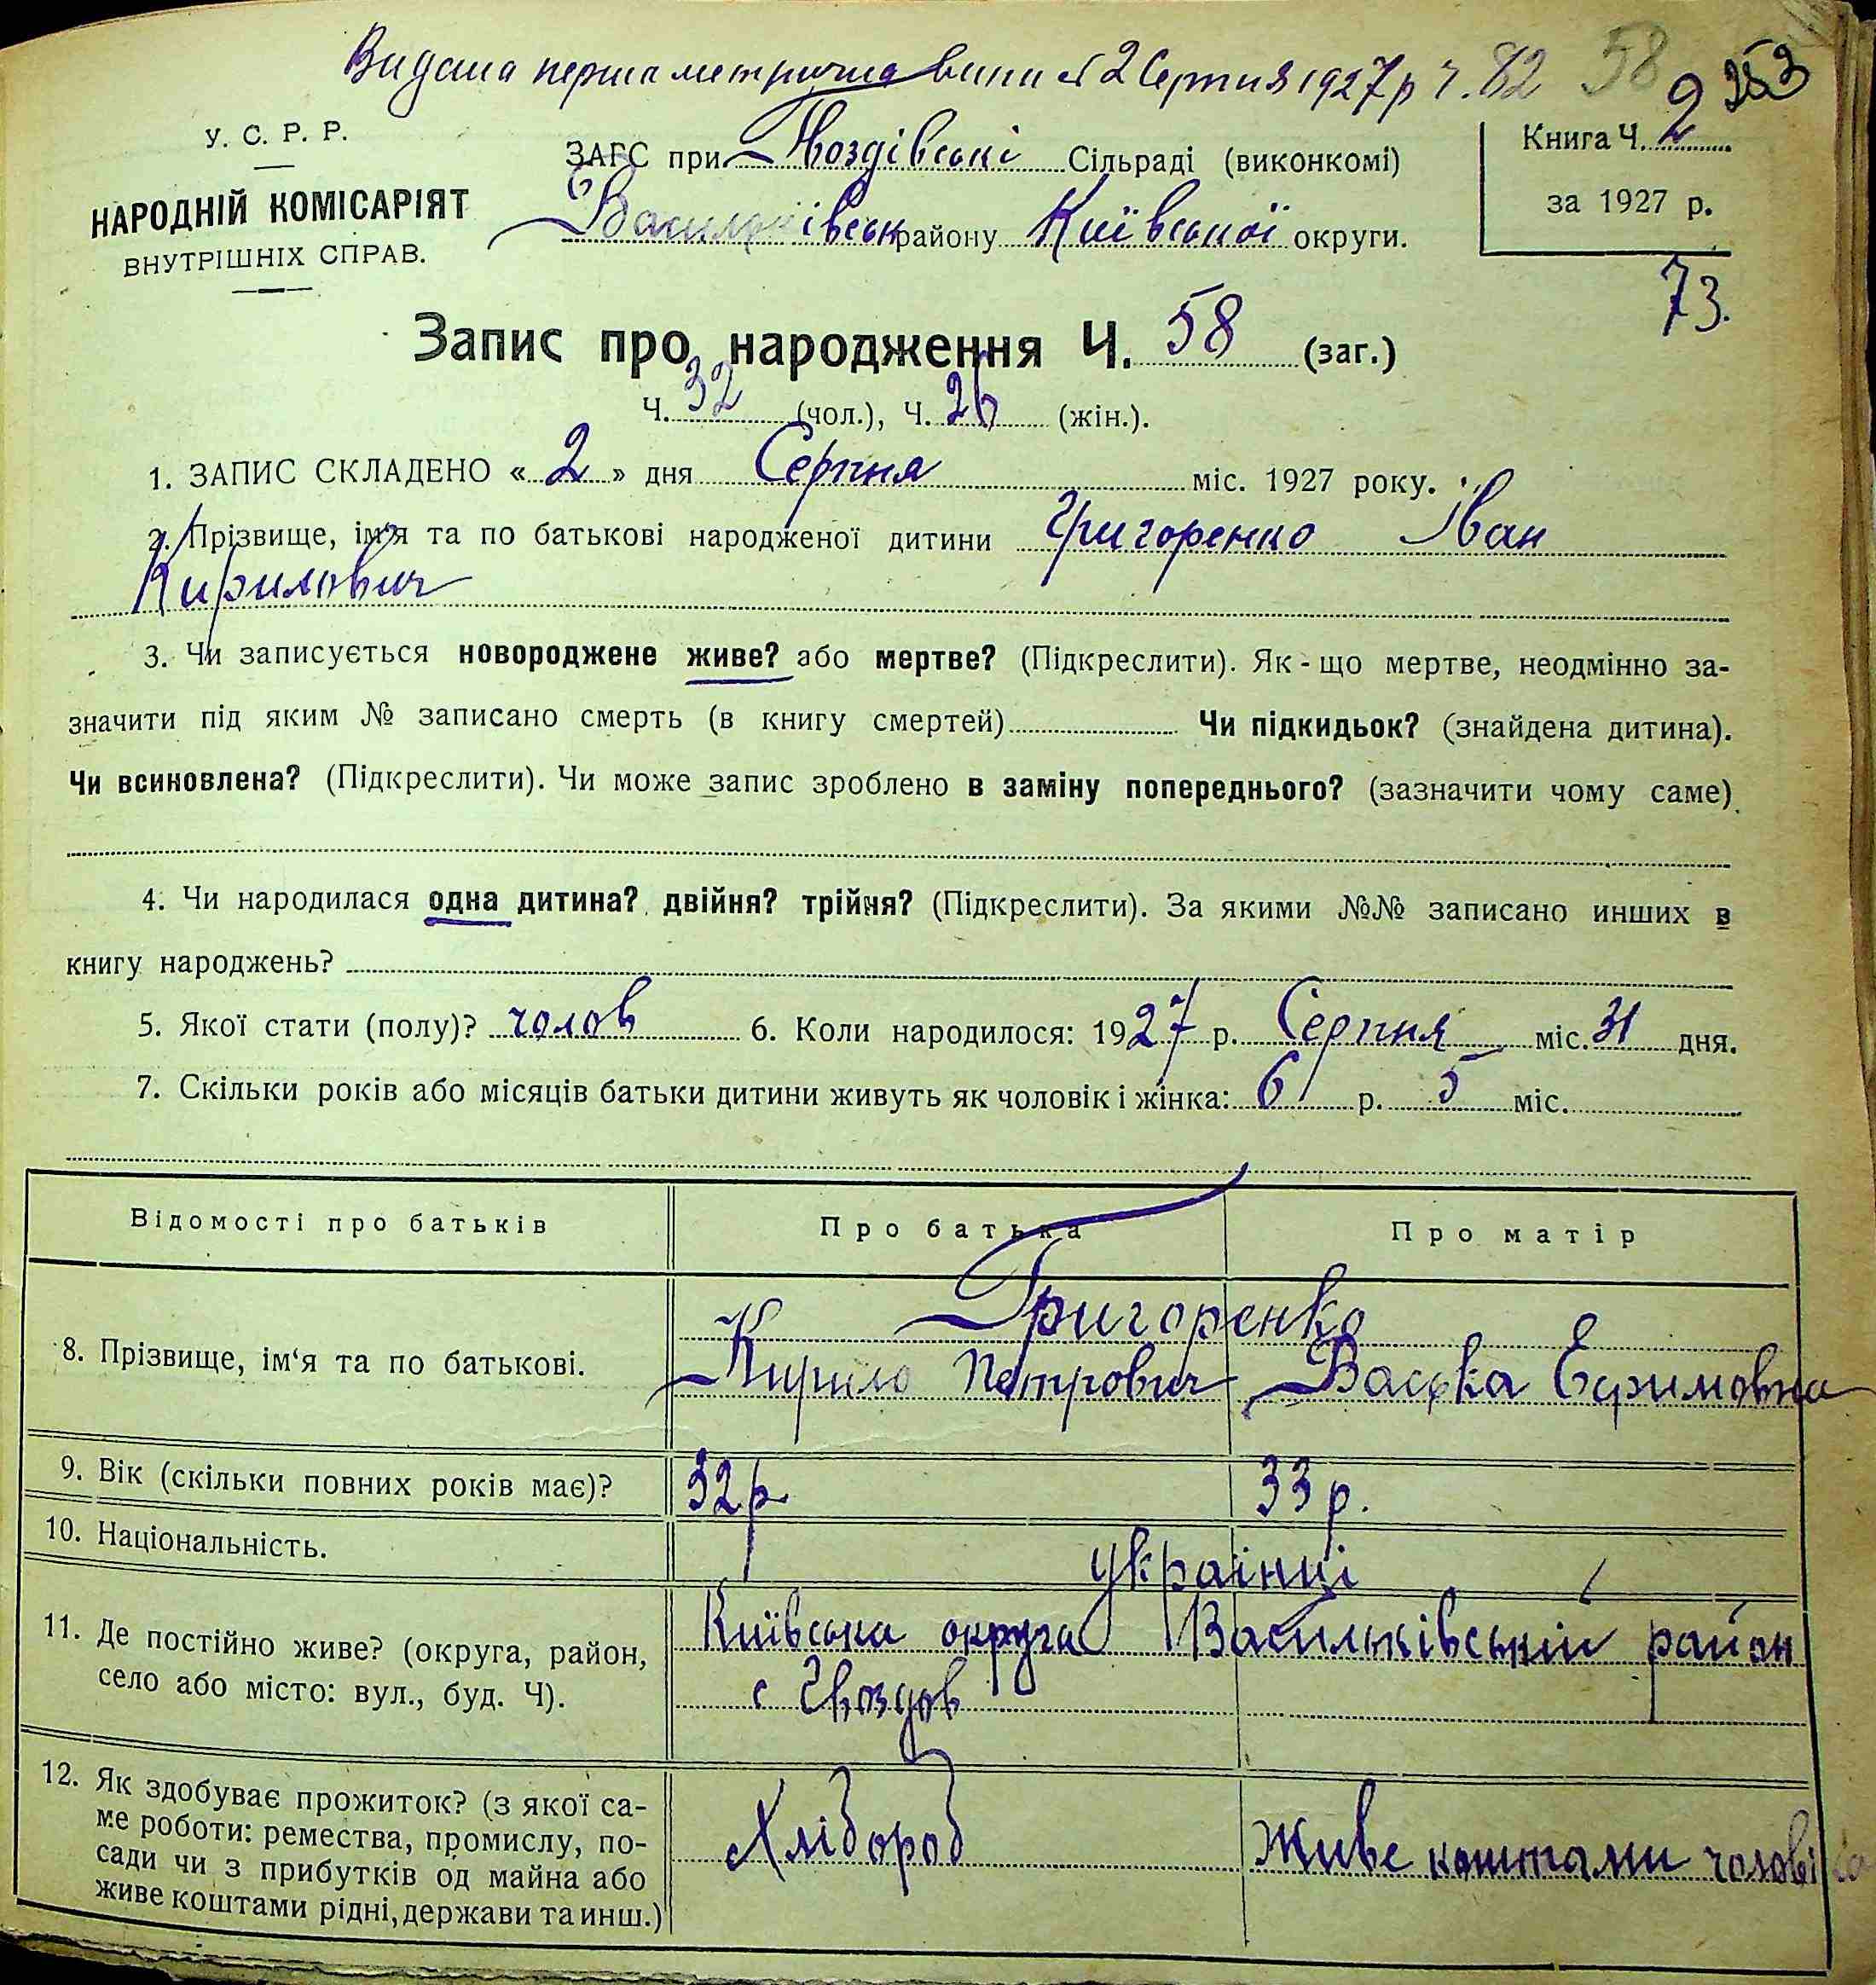 Видана перша метрична 2 Серпня 1927 р ч. 82 58 2 253
У. С. Р. Р.
НАРОДНІЙ КОМІСАРІЯТ
ВНУТРІШНІХ СПРАВ.
ЗАГС при Сільраді (виконкомі)
району Київської округи.
Книга Ч. 2
за 1927 р.
73.
Запис про народження Ч. 58 (заг.)
Ч. 32 (чол.), Ч. 26 (жін.).
1. ЗАПИС СКЛАДЕНО « 2 » дня Серпня міс. 1927 року.
2. Прізвище, ім'я та по батькові народженої дитини Григоренко Іван
Кирилович
3. Чи записується новороджене живе? або мертве? (Підкреслити). Як-що мертве, неодмінно за-
значити під яким № записано смерть (в книгу смертей) Чи підкидьок? (знайдена дитина).
Чи всиновлена? (Підкреслити). Чи може запис зроблено в заміну попереднього? (зазначити чому саме)
4. Чи народилася одна дитина? двійня? трійня? (Підкреслити). За якими №№ записано инших в
книгу народжень?
5. Якої стати (полу)? чолов 6. Коли народилося: 1927 р. Серпня міс. 31 дня.
7. Скільки років або місяців батьки дитини живуть як чоловік і жінка: 6 р. 5 міс.
Відомості про батьків Про батька Про матір
8. Прізвище, ім'я та по батькові. Григоренко
Кирило Петрович Васька Ефимовна
9. Вік (скільки повних років має)? 32 р 33 р.
10. Національність. українці
11. Де постійно живе? (округа, район,
село або місто: вул., буд. Ч).
Київська округа Васильківський район
с Гвоздов
12. Як здобуває прожиток? (з якої са-
ме роботи: ремества, промислу, по-
сади чи з прибутків од майна або
живе коштами рідні, держави та инш.)
Хлібороб Живе коштами чоловіка